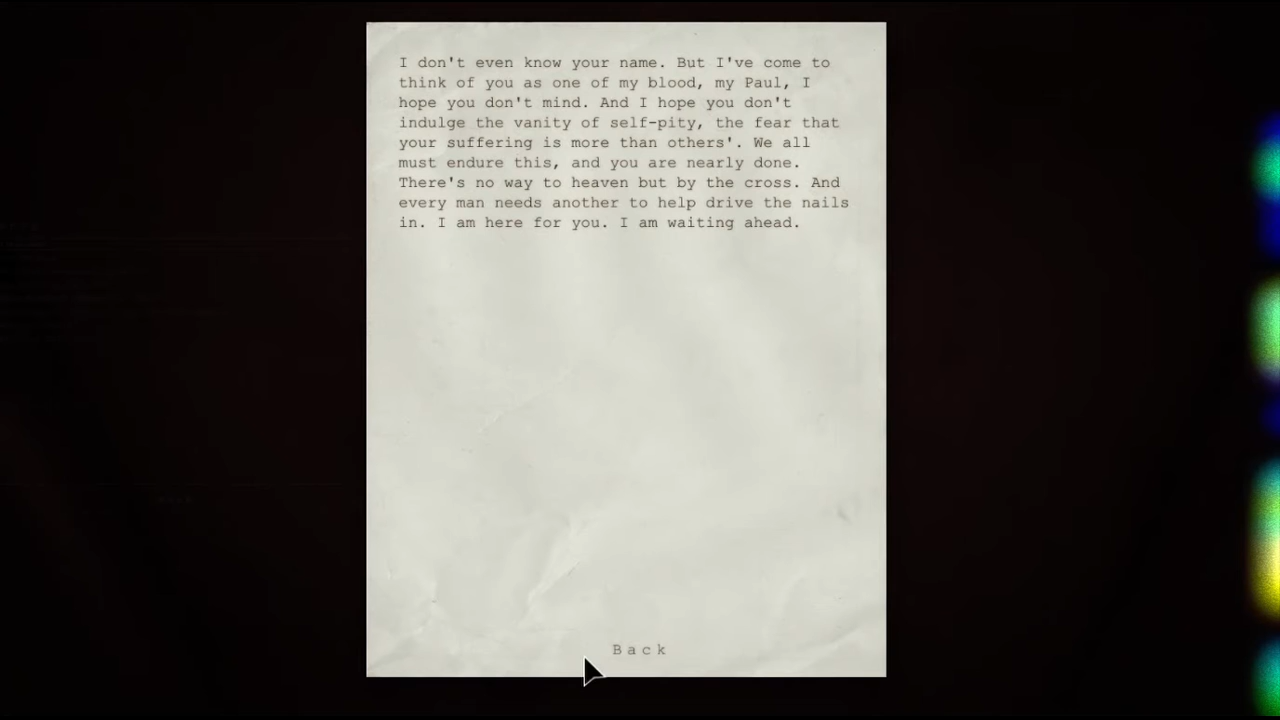 I don't even know your name. But I've come to
think of you as one of my blood, my Paul, I
hope you don't mind. And I hope you don't
indulge the vanity of self-pity, the fear that
your suffering is more than others'. We all
must endure this, and you are nearly done.
There's no way to heaven but by the cross. And
every man needs another to help drive the nails
in. I am here for you. I am waiting ahead.
Back